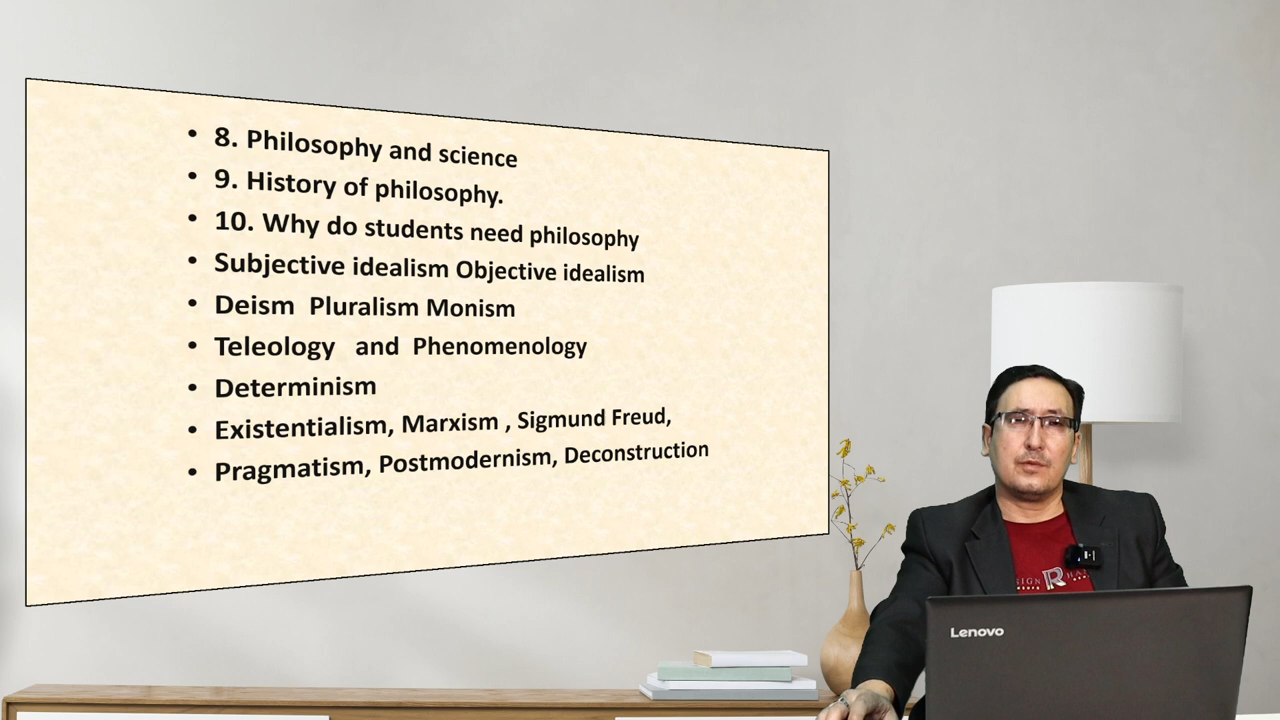 • 8. Philosophy and science
• 9. History of philosophy.
• 10. Why do students need philosophy
• Subjective idealism Objective idealism
• Deism Pluralism Monism
• Teleology and Phenomenology
• Determinism
• Existentialism, Marxism , Sigmund Freud,
• Pragmatism, Postmodernism, Deconstruction
R
Lenovo